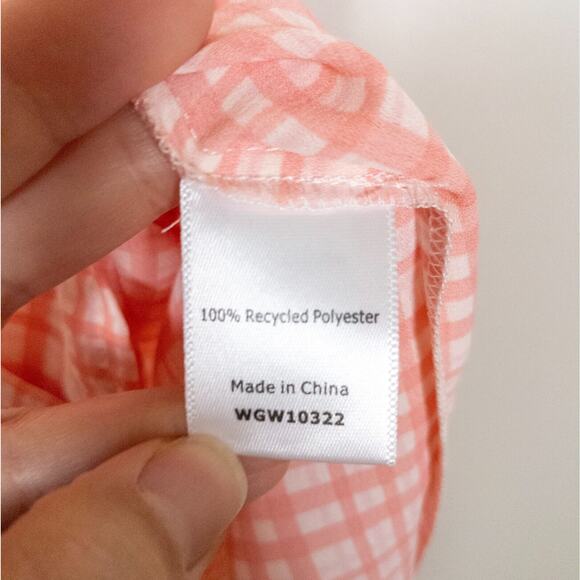 100% Recycled Polyester
Made in China
WGW10322